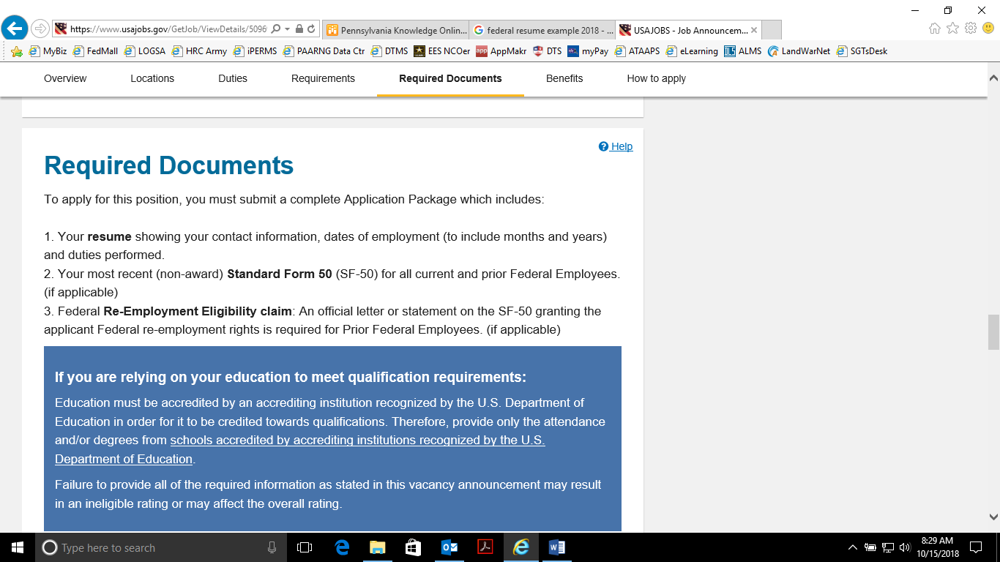 https://www.usajobs.gov/GetJob/ViewDetails/5096
Pennsylvania Knowledge Onlin...
federal resume example 2018 - ...
USAJOBS - Job Announcem...
MyBiz FedMall LOGSA HRC Army iPERMS PAARNG Data Ctr DTMS EES NCOer AppMakr DTS myPay ATAAPS eLearning ALMS LandWarNet SGTsDesk
Overview Locations Duties Requirements Required Documents Benefits How to apply
Help
Required Documents
To apply for this position, you must submit a complete Application Package which includes:
1. Your resume showing your contact information, dates of employment (to include months and years)
and duties performed.
2. Your most recent (non-award) Standard Form 50 (SF-50) for all current and prior Federal Employees.
(if applicable)
3. Federal Re-Employment Eligibility claim: An official letter or statement on the SF-50 granting the
applicant Federal re-employment rights is required for Prior Federal Employees. (if applicable)
If you are relying on your education to meet qualification requirements:
Education must be accredited by an accrediting institution recognized by the U.S. Department of
Education in order for it to be credited towards qualifications. Therefore, provide only the attendance
and/or degrees from schools accredited by accrediting institutions recognized by the U.S.
Department of Education.
Failure to provide all of the required information as stated in this vacancy announcement may result
in an ineligible rating or may affect the overall rating.
Type here to search
8:29 AM
10/15/2018